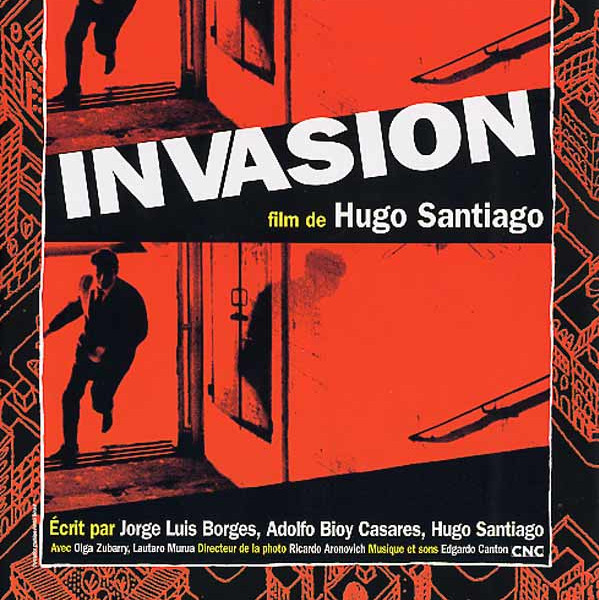 INVASION
film de Hugo Santiago
Écrit par Jorge Luis Borges, Adolfo Bioy Casares, Hugo Santiago
Avec Olga Zubarry, Lautaro Murua Directeur de la photo Ricardo Aronovich Musique et sons Edgardo Canton CNC